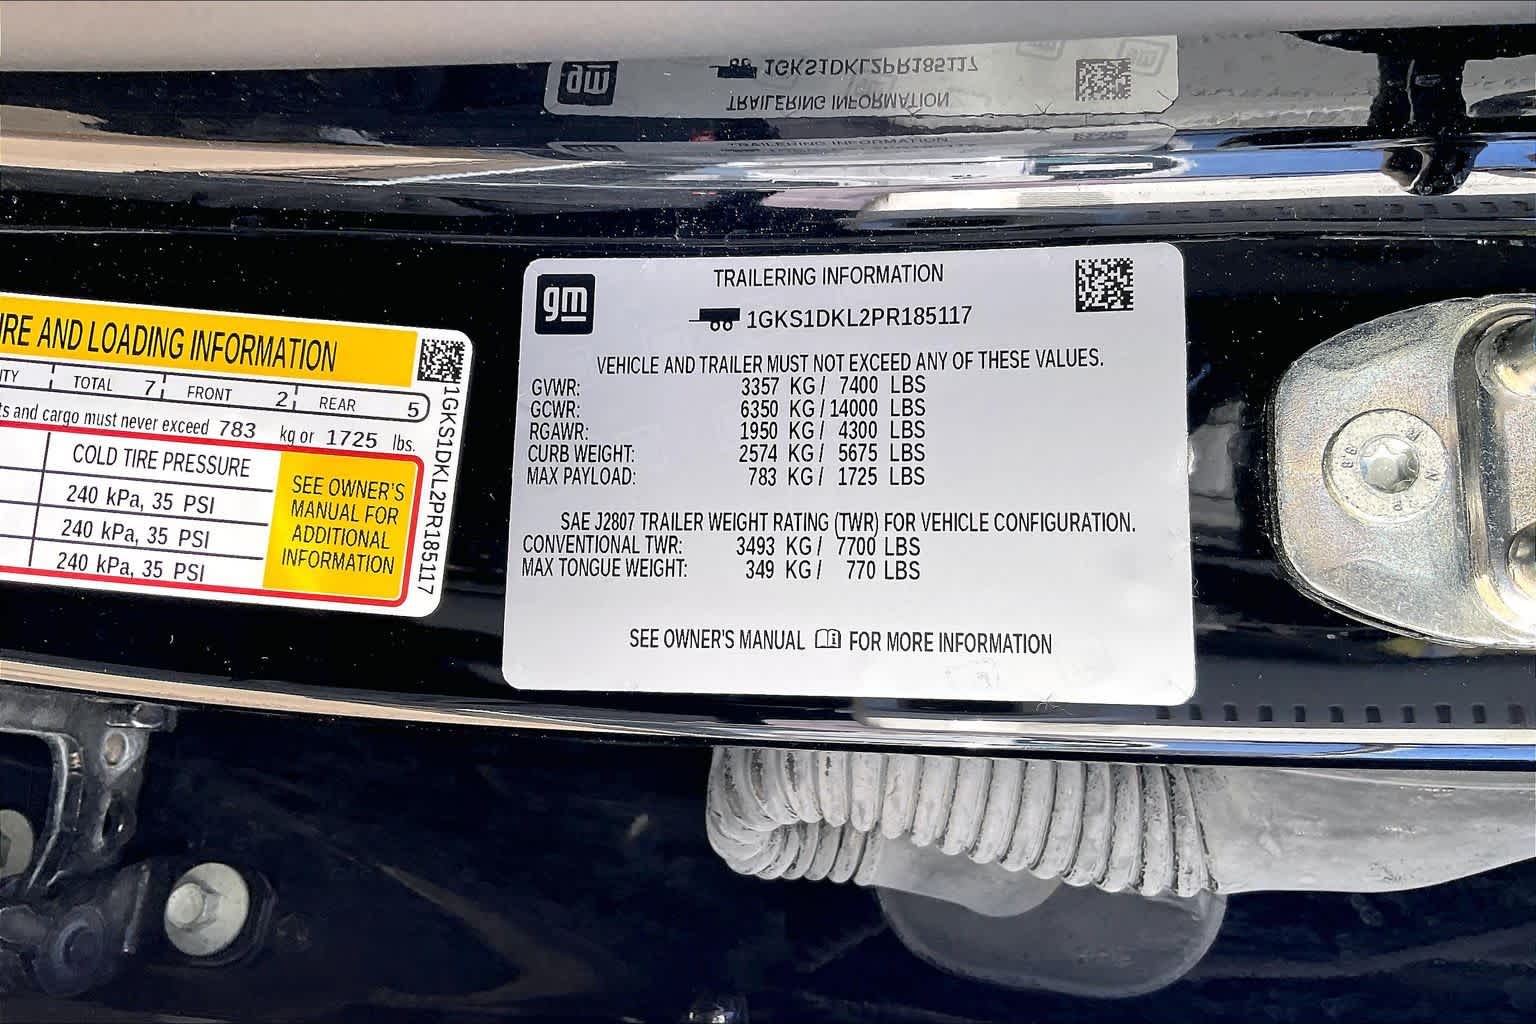 gm
1GKS1DKL2PR185117
TRAILERING INFORMATION
TRAILERING INFORMATION
IRE AND LOADING INFORMATION
ITY TOTAL 7 FRONT 2 REAR 5
ts and cargo must never exceed 783 kg or 1725 lbs.
COLD TIRE PRESSURE
240 kPa, 35 PSI
240 kPa, 35 PSI
240 kPa, 35 PSI
SEE OWNER'S
MANUAL FOR
ADDITIONAL
INFORMATION
1GKS1DKL2PR185117
gm
TRAILERING INFORMATION
1GKS1DKL2PR185117
VEHICLE AND TRAILER MUST NOT EXCEED ANY OF THESE VALUES.
GVWR: 3357 KG / 7400 LBS
GCWR: 6350 KG / 14000 LBS
RGAWR: 1950 KG / 4300 LBS
CURB WEIGHT: 2574 KG / 5675 LBS
MAX PAYLOAD: 783 KG / 1725 LBS
SAE J2807 TRAILER WEIGHT RATING (TWR) FOR VEHICLE CONFIGURATION.
CONVENTIONAL TWR: 3493 KG / 7700 LBS
MAX TONGUE WEIGHT: 349 KG / 770 LBS
SEE OWNER'S MANUAL FOR MORE INFORMATION
8.8